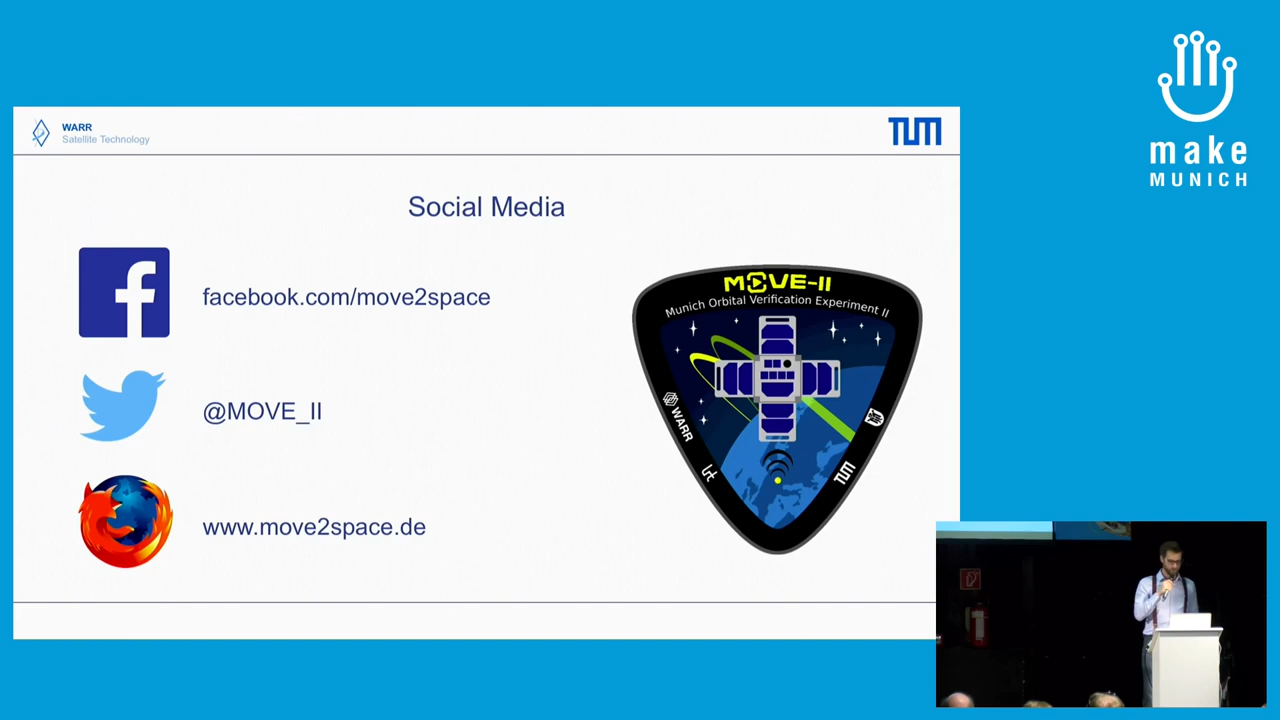 WARR
Satellite Technology
TUM
make
MUNICH
Social Media
facebook.com/move2space
@MOVE_II
www.move2space.de
MOVE-II
Munich Orbital Verification Experiment II
WARR
lrt
TUM